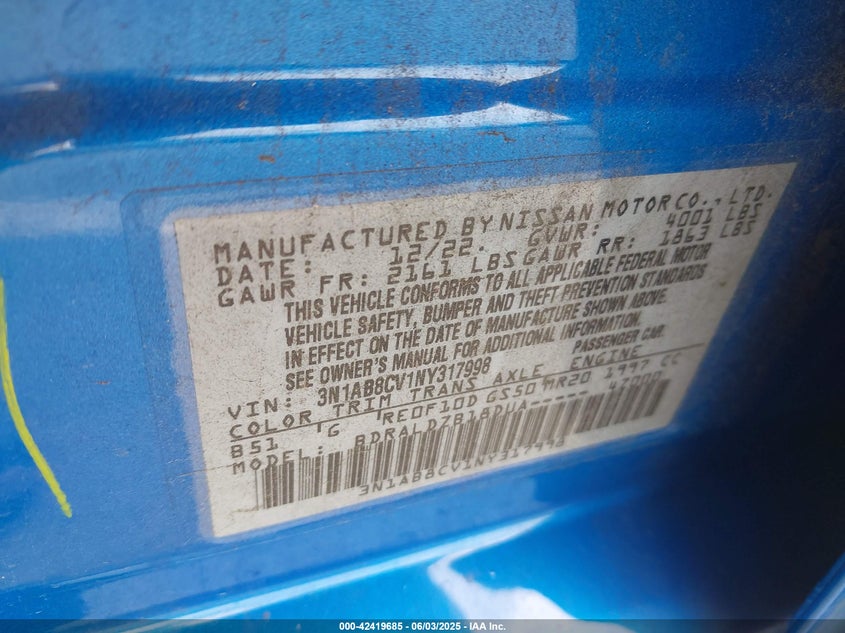 MANUFACTURED BY NISSAN MOTOR CO., LTD.
DATE: 12/22. GVWR: 4001 LBS
GAWR FR: 2161 LBS GAWR RR: 1863 LBS
THIS VEHICLE CONFORMS TO ALL APPLICABLE FEDERAL MOTOR
VEHICLE SAFETY, BUMPER AND THEFT PREVENTION STANDARDS
IN EFFECT ON THE DATE OF MANUFACTURE SHOWN ABOVE.
SEE OWNER'S MANUAL FOR ADDITIONAL INFORMATION.
VIN: 3N1AB8CV1NY317998 PASSENGER CAR.
COLOR TRIM TRANS AXLE ENGINE
B51 G RE0F10D GS50 MR20 1997 CC
MODEL: BDRALDZB18DUA----- 47000
3N1AB8CV1NY317998
000-42419685 - 06/03/2025 - IAA Inc.